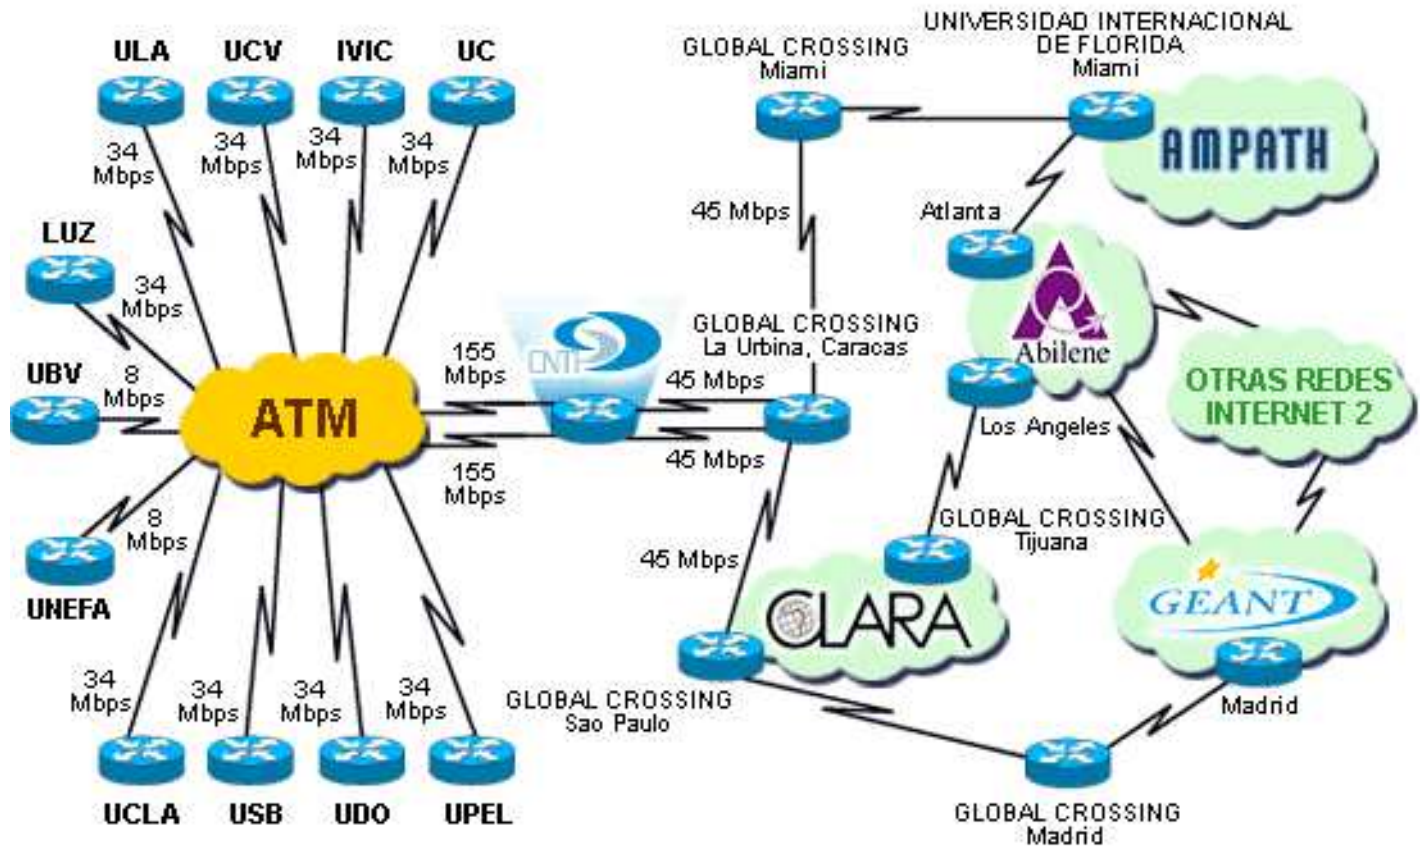 ULA
UCV
IVIC
UC
GLOBAL CROSSING
Miami
UNIVERSIDAD INTERNACIONAL
DE FLORIDA
Miami
34
Mbps
34
Mbps
34
Mbps
34
Mbps
AMPATH
LUZ
34
Mbps
45 Mbps
Atlanta
UBV
8
Mbps
ATM
155
Mbps
CNTI
45 Mbps
GLOBAL CROSSING
La Urbina, Caracas
Abilene
OTRAS REDES
INTERNET 2
Los Angeles
155
Mbps
45 Mbps
UNEFA
8
Mbps
45 Mbps
GLOBAL CROSSING
Tijuana
CLARA
GEANT
34
Mbps
34
Mbps
34
Mbps
34
Mbps
GLOBAL CROSSING
Sao Paulo
Madrid
UCLA
USB
UDO
UPEL
GLOBAL CROSSING
Madrid